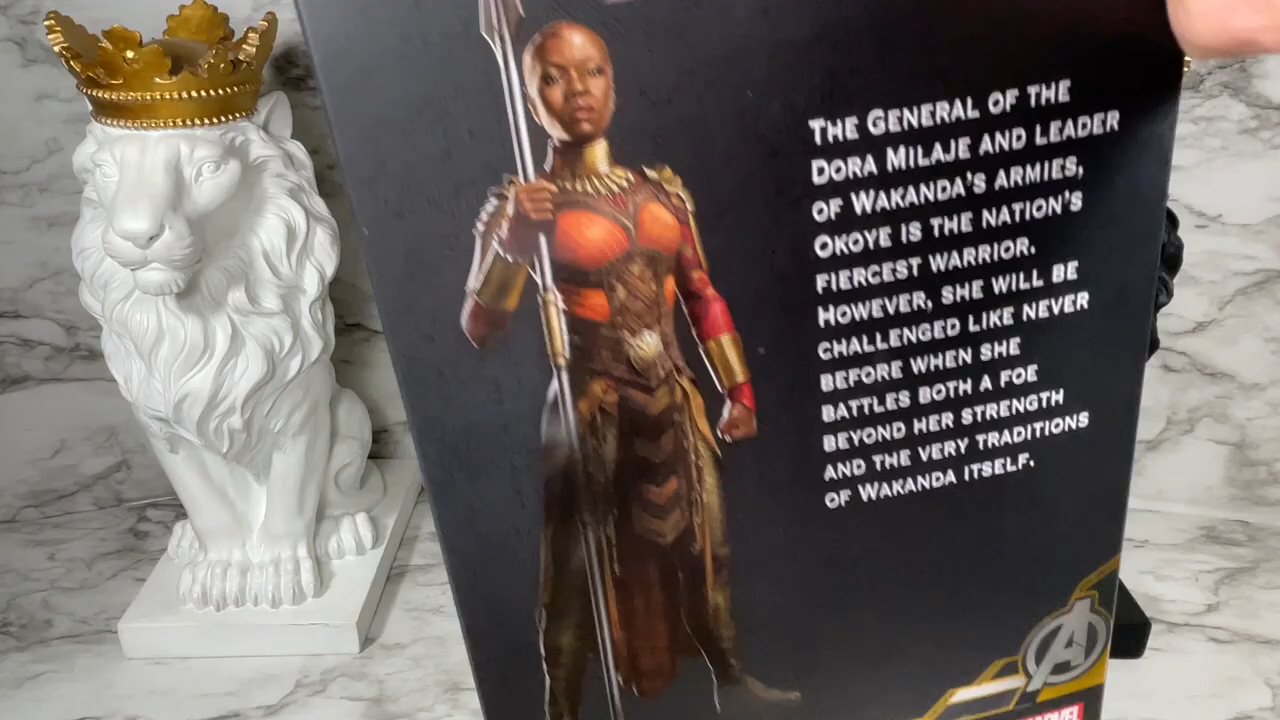 THE GENERAL OF THE
DORA MILAJE AND LEADER
OF WAKANDA'S ARMIES,
OKOYE IS THE NATION'S
FIERCEST WARRIOR.
HOWEVER, SHE WILL BE
CHALLENGED LIKE NEVER
BEFORE WHEN SHE
BATTLES BOTH A FOE
BEYOND HER STRENGTH
AND THE VERY TRADITIONS
OF WAKANDA ITSELF.
A
MARVEL